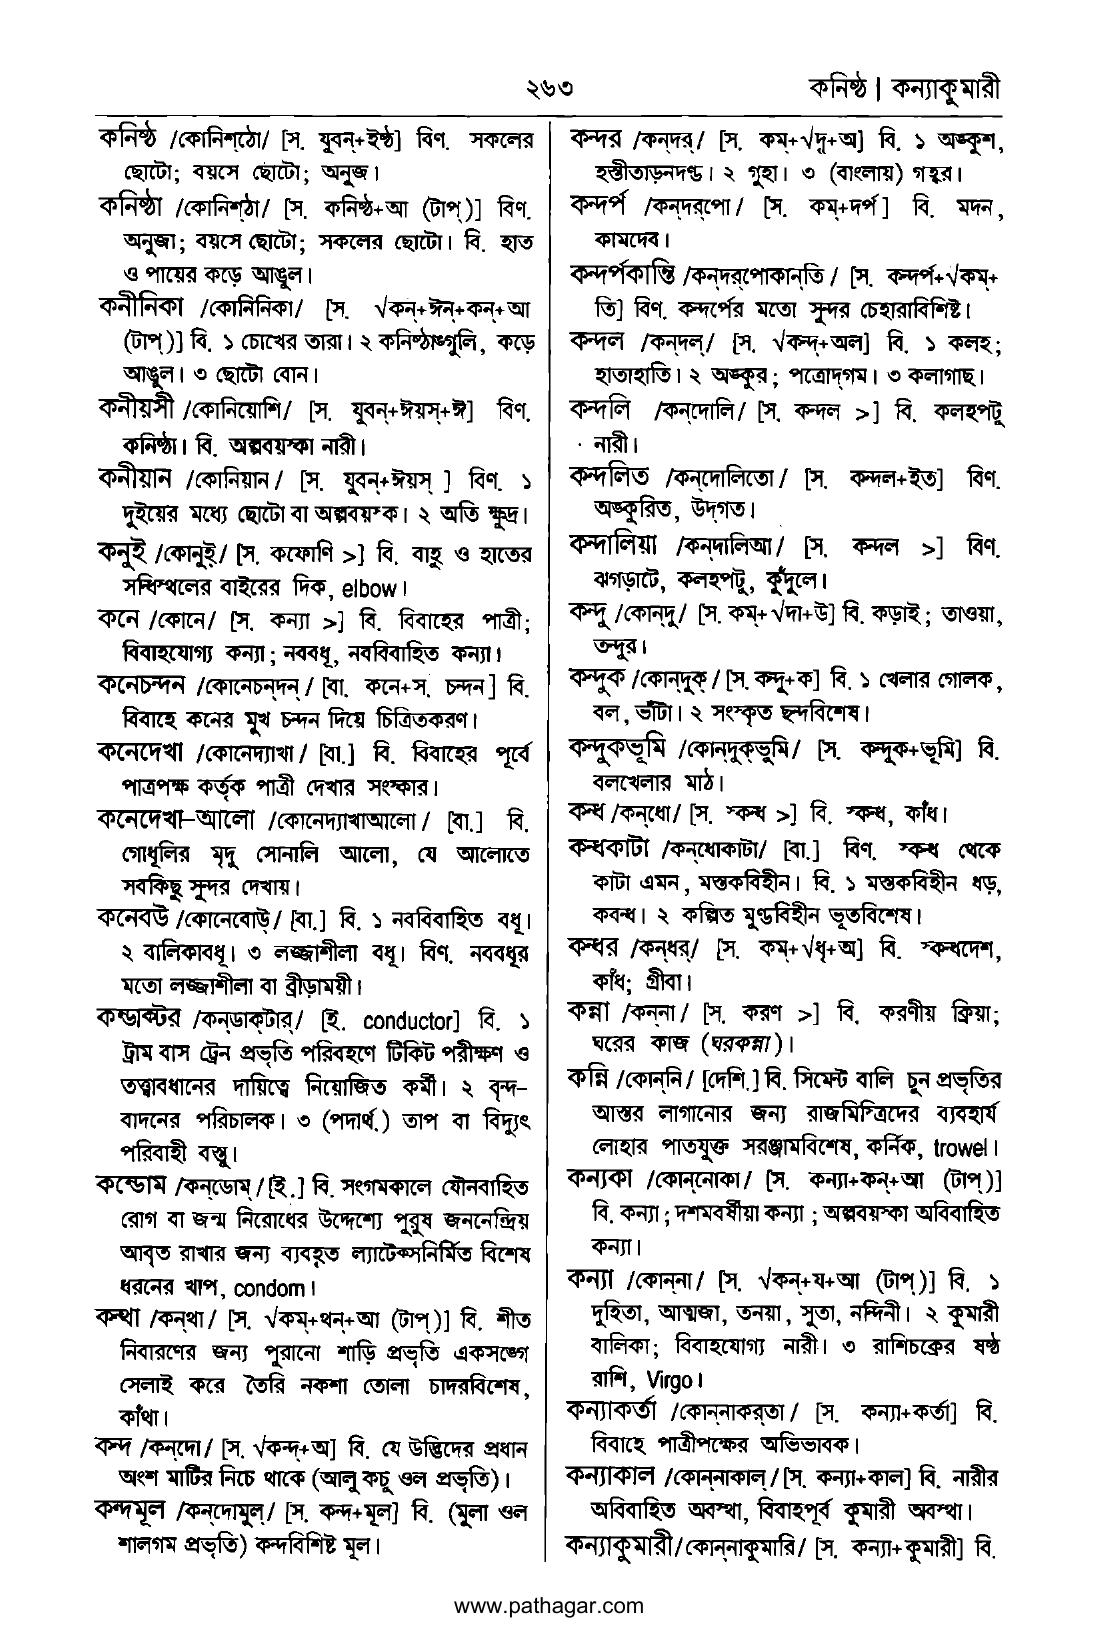 ২৬৩
কনিষ্ঠ | কন্যাকুমারী
কনিষ্ঠ /কোনিশ্‌ঠো/ [স. যুবন্+ইষ্ঠ] বিণ. সকলের
ছোটো; বয়সে ছোটো; অনুজ।
কনিষ্ঠা /কোনিশ্‌ঠা/ [স. কনিষ্ঠ+আ (টাপ্)] বিণ.
অনুজা; বয়সে ছোটো; সকলের ছোটো। বি. হাত
ও পায়ের কড়ে আঙুল।
কনীনিকা /কোনিনিকা/ [স. √কন্+ঈন্+কন্+আ
(টাপ্)] বি. ১ চোখের তারা। ২ কনিষ্ঠাঙ্গুলি, কড়ে
আঙুল। ৩ ছোটো বোন।
কনীয়সী /কোনিয়োশি/ [স. যুবন্+ঈয়স্+ঈ] বিণ.
কনিষ্ঠা। বি. অল্পবয়স্কা নারী।
কনীয়ান /কোনিয়ান/ [স. যুবন্+ঈয়স্ ] বিণ. ১
দুইয়ের মধ্যে ছোটো বা অল্পবয়স্ক। ২ অতি ক্ষুদ্র।
কনুই /কোনুই্/ [স. কফোণি >] বি. বাহু ও হাতের
সন্ধিস্থলের বাইরের দিক, elbow।
কনে /কোনে/ [স. কন্যা >] বি. বিবাহের পাত্রী;
বিবাহযোগ্য কন্যা; নববধূ, নববিবাহিত কন্যা।
কনেচন্দন /কোনেচন্‌দন্/ [বা. কনে+স. চন্দন] বি.
বিবাহে কনের মুখ চন্দন দিয়ে চিত্রিতকরণ।
কনেদেখা /কোনেদ্যাখা/ [বা.] বি. বিবাহের পূর্বে
পাত্রপক্ষ কর্তৃক পাত্রী দেখার সংস্কার।
কনেদেখা–আলো /কোনেদ্যাখাআলো/ [বা.] বি.
গোধূলির মৃদু সোনালি আলো, যে আলোতে
সবকিছু সুন্দর দেখায়।
কনেবউ /কোনেবোউ্/ [বা.] বি. ১ নববিবাহিত বধূ।
২ বালিকাবধূ। ৩ লজ্জাশীলা বধূ। বিণ. নববধূর
মতো লজ্জাশীলা বা ব্রীড়াময়ী।
কন্ডাক্টর /কন্‌ডাক্‌টার্/ [ই. conductor] বি. ১
ট্রাম বাস ট্রেন প্রভৃতি পরিবহণে টিকিট পরীক্ষণ ও
তত্ত্বাবধানের দায়িত্বে নিয়োজিত কর্মী। ২ বৃন্দ–
বাদনের পরিচালক। ৩ (পদার্থ.) তাপ বা বিদ্যুৎ
পরিবাহী বস্তু।
কন্ডোম /কন্‌ডোম্/ [ই.] বি. সংগমকালে যৌনবাহিত
রোগ বা জন্ম নিরোধের উদ্দেশ্যে পুরুষ জননেন্দ্রিয়
আবৃত রাখার জন্য ব্যবহৃত ল্যাটেক্সনির্মিত বিশেষ
ধরনের খাপ, condom।
কন্থা /কন্‌থা/ [স. √কম্+থন্+আ (টাপ্)] বি. শীত
নিবারণের জন্য পুরানো শাড়ি প্রভৃতি একসঙ্গে
সেলাই করে তৈরি নকশা তোলা চাদরবিশেষ,
কাঁথা।
কন্দ /কন্‌দো/ [স. √কন্দ্+অ] বি. যে উদ্ভিদের প্রধান
অংশ মাটির নিচে থাকে (আলু কচু ওল প্রভৃতি)।
কন্দমূল /কন্‌দোমুল্/ [স. কন্দ+মূল] বি. (মুলা ওল
শালগম প্রভৃতি) কন্দবিশিষ্ট মূল।
কন্দর /কন্‌দর্/ [স. কম্+√দৃ+অ] বি. ১ অঙ্কুশ,
হস্তীতাড়নদণ্ড। ২ গুহা। ৩ (বাংলায়) গহ্বর।
কন্দর্প /কন্‌দর্‌পো/ [স. কম্+দর্প] বি. মদন,
কামদেব।
কন্দর্পকান্তি /কন্‌দর্‌পোকান্‌তি/ [স. কন্দর্প+√কম্+
তি] বিণ. কন্দর্পের মতো সুন্দর চেহারাবিশিষ্ট।
কন্দল /কন্‌দল্/ [স. √কন্দ্+অল] বি. ১ কলহ;
হাতাহাতি। ২ অঙ্কুর; পত্রোদ্‌গম। ৩ কলাগাছ।
কন্দলি /কন্‌দোলি/ [স. কন্দল >] বি. কলহপটু
নারী।
কন্দলিত /কন্‌দোলিতো/ [স. কন্দল+ইত] বিণ.
অঙ্কুরিত, উদ্‌গত।
কন্দালিয়া /কন্‌দালিআ/ [স. কন্দল >] বিণ.
ঝগড়াটে, কলহপটু, কুঁদুলে।
কন্দু /কোন্‌দু/ [স. কম্+√দা+উ] বি. কড়াই; তাওয়া,
তন্দুর।
কন্দুক /কোন্‌দুক্/ [স. কন্দু+ক] বি. ১ খেলার গোলক,
বল, ভাঁটা। ২ সংস্কৃত ছন্দবিশেষ।
কন্দুকভূমি /কোন্‌দুক্‌ভুমি/ [স. কন্দুক+ভূমি] বি.
বলখেলার মাঠ।
কন্ধ /কন্‌ধো/ [স. স্কন্ধ >] বি. স্কন্ধ, কাঁধ।
কন্ধকাটা /কন্‌ধোকাটা/ [বা.] বিণ. স্কন্ধ থেকে
কাটা এমন, মস্তকবিহীন। বি. ১ মস্তকবিহীন ধড়,
কবন্ধ। ২ কল্পিত মুণ্ডবিহীন ভূতবিশেষ।
কন্ধর /কন্‌ধর্/ [স. কম্+√ধৃ+অ] বি. স্কন্ধদেশ,
কাঁধ; গ্রীবা।
কন্না /কন্‌না/ [স. করণ >] বি. করণীয় ক্রিয়া;
ঘরের কাজ (ঘরকন্না)।
কন্নি /কোন্‌নি/ [দেশি.] বি. সিমেন্ট বালি চুন প্রভৃতির
আস্তর লাগানোর জন্য রাজমিস্ত্রিদের ব্যবহার্য
লোহার পাতযুক্ত সরঞ্জামবিশেষ, কর্নিক, trowel।
কন্যকা /কোন্‌নোকা/ [স. কন্যা+কন্+আ (টাপ্)]
বি. কন্যা; দশমবর্ষীয়া কন্যা; অল্পবয়স্কা অবিবাহিত
কন্যা।
কন্যা /কোন্‌না/ [স. √কন্+য+আ (টাপ্)] বি. ১
দুহিতা, আত্মজা, তনয়া, সুতা, নন্দিনী। ২ কুমারী
বালিকা; বিবাহযোগ্য নারী। ৩ রাশিচক্রের ষষ্ঠ
রাশি, Virgo।
কন্যাকর্তা /কোন্‌নাকর্‌তা/ [স. কন্যা+কর্তা] বি.
বিবাহে পাত্রীপক্ষের অভিভাবক।
কন্যাকাল /কোন্‌নাকাল্/ [স. কন্যা+কাল] বি. নারীর
অবিবাহিত অবস্থা, বিবাহপূর্ব কুমারী অবস্থা।
কন্যাকুমারী/কোন্‌নাকুমারি/ [স. কন্যা+কুমারী] বি.
www.pathagar.com